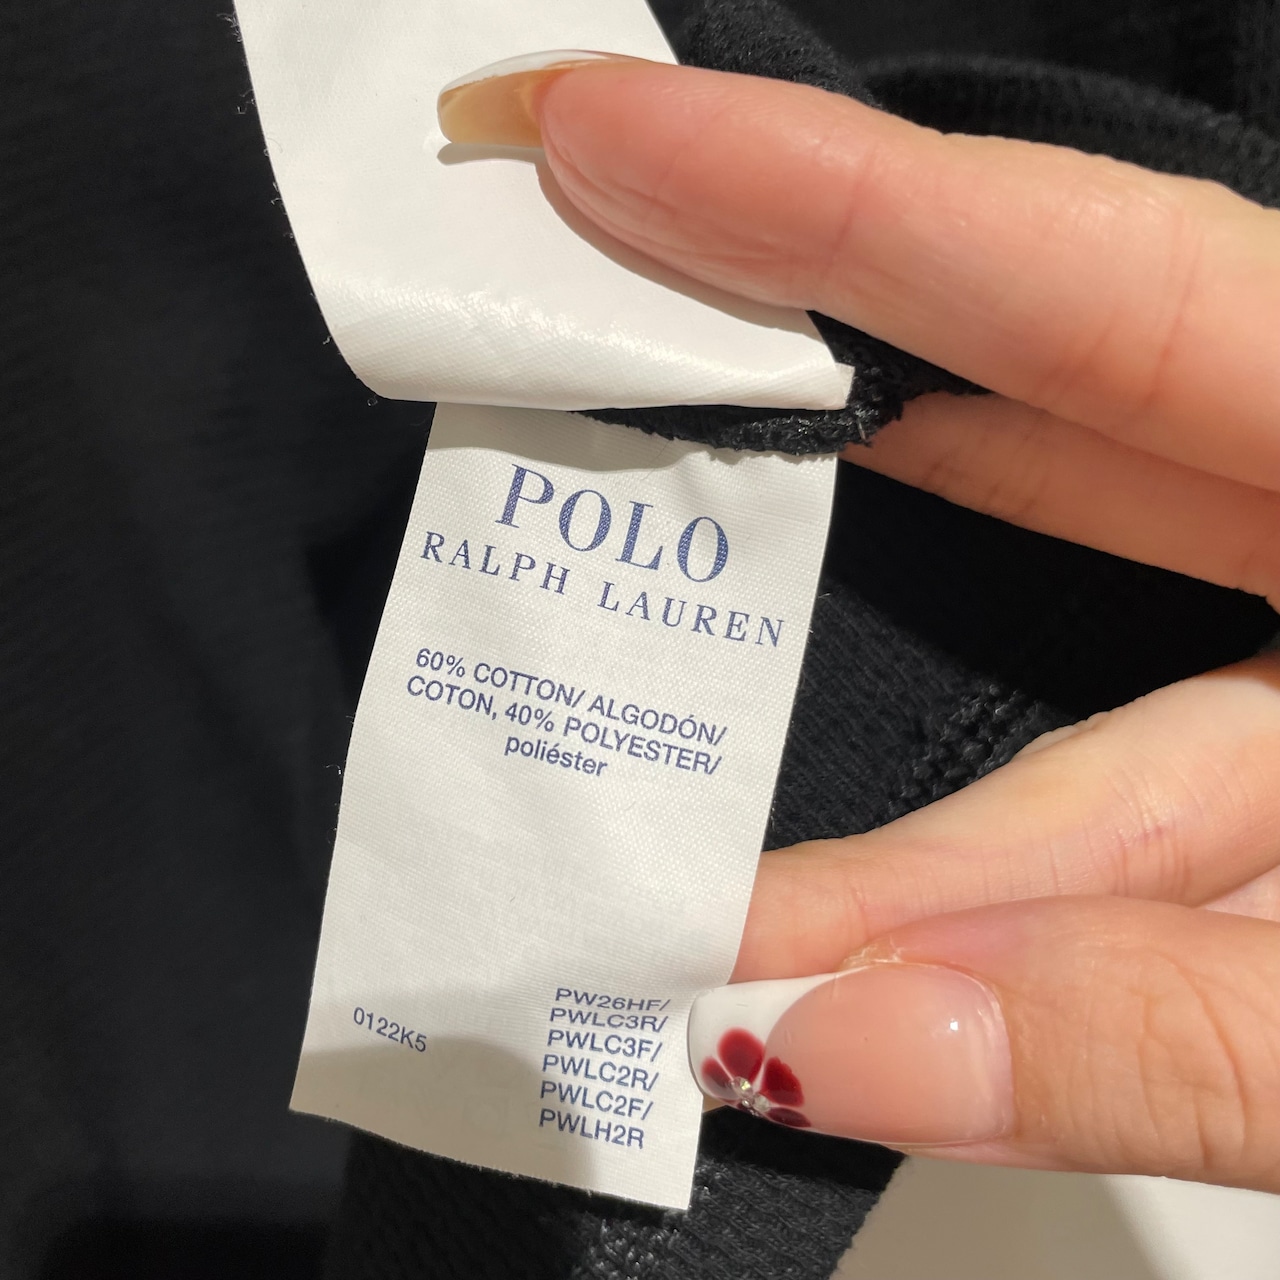 POLO
RALPH LAUREN
60% COTTON/ ALGODÓN/
COTON, 40% POLYESTER/
poliéster
0122K5
PW26HF/
PWLC3R/
PWLC3F/
PWLC2R/
PWLC2F/
PWLH2R